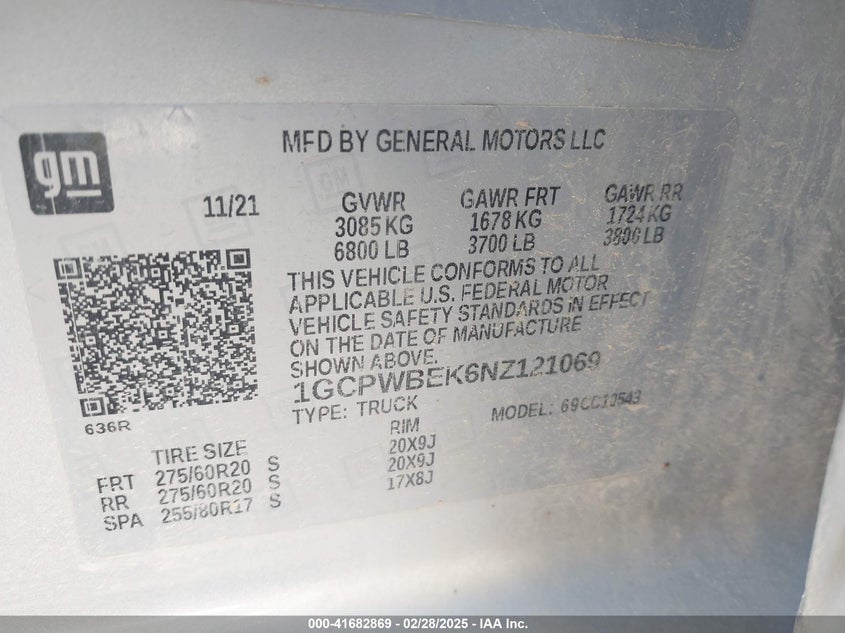 gm
MFD BY GENERAL MOTORS LLC
11/21 GVWR GAWR FRT GAWR RR
3085 KG 1678 KG 1724 KG
6800 LB 3700 LB 3800 LB
THIS VEHICLE CONFORMS TO ALL
APPLICABLE U.S. FEDERAL MOTOR
VEHICLE SAFETY STANDARDS IN EFFECT
ON THE DATE OF MANUFACTURE
SHOWN ABOVE.
1GCPWBEK6NZ121069
TYPE: TRUCK MODEL:
636R
TIRE SIZE RIM
FRT 275/60R20 S 20X9J
RR 275/60R20 S 20X9J
SPA 255/80R17 S 17X8J
000-41682869 | 02/28/2025 - IAA Inc.